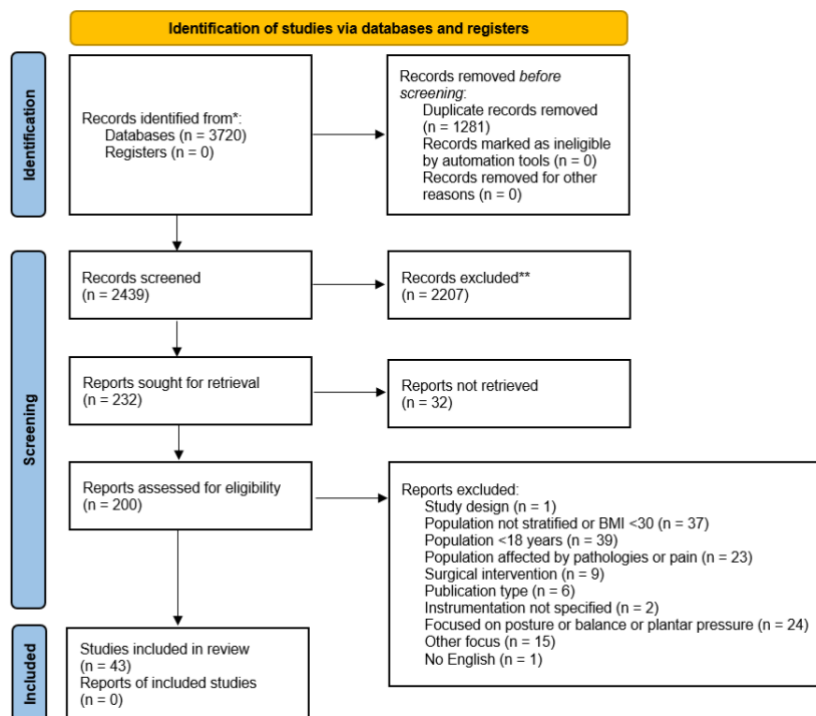 Identification of studies via databases and registers
Identification
Records identified from*:
Databases (n = 3720)
Registers (n = 0)
Records removed before
screening:
Duplicate records removed
(n = 1281)
Records marked as ineligible
by automation tools (n = 0)
Records removed for other
reasons (n = 0)
Screening
Records screened
(n = 2439)
Records excluded**
(n = 2207)
Reports sought for retrieval
(n = 232)
Reports not retrieved
(n = 32)
Reports assessed for eligibility
(n = 200)
Reports excluded:
Study design (n = 1)
Population not stratified or BMI <30 (n = 37)
Population <18 years (n = 39)
Population affected by pathologies or pain (n = 23)
Surgical intervention (n = 9)
Publication type (n = 6)
Instrumentation not specified (n = 2)
Focused on posture or balance or plantar pressure (n = 24)
Other focus (n = 15)
No English (n = 1)
Included
Studies included in review
(n = 43)
Reports of included studies
(n = 0)